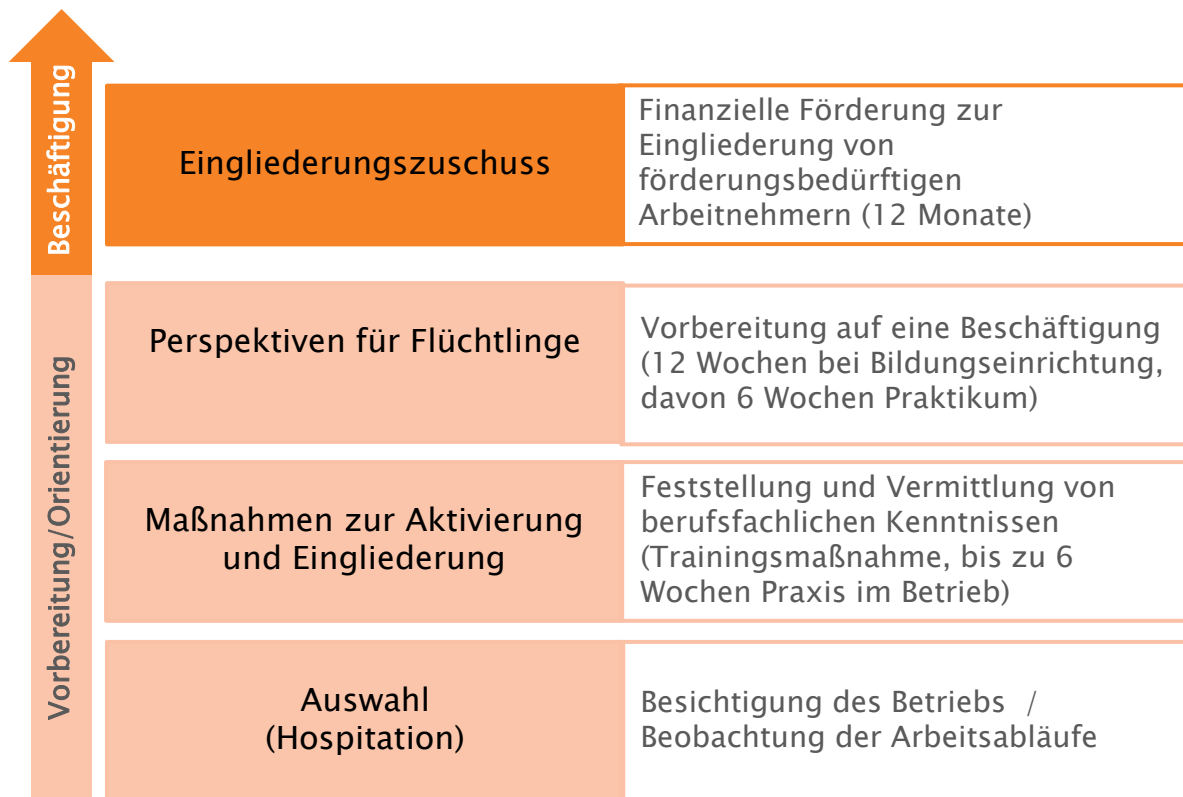 Beschäftigung
Eingliederungszuschuss
Finanzielle Förderung zur
Eingliederung von
förderungsbedürftigen
Arbeitnehmern (12 Monate)
Vorbereitung/Orientierung
Perspektiven für Flüchtlinge
Vorbereitung auf eine Beschäftigung
(12 Wochen bei Bildungseinrichtung,
davon 6 Wochen Praktikum)
Maßnahmen zur Aktivierung
und Eingliederung
Feststellung und Vermittlung von
berufsfachlichen Kenntnissen
(Trainingsmaßnahme, bis zu 6
Wochen Praxis im Betrieb)
Auswahl
(Hospitation)
Besichtigung des Betriebs /
Beobachtung der Arbeitsabläufe